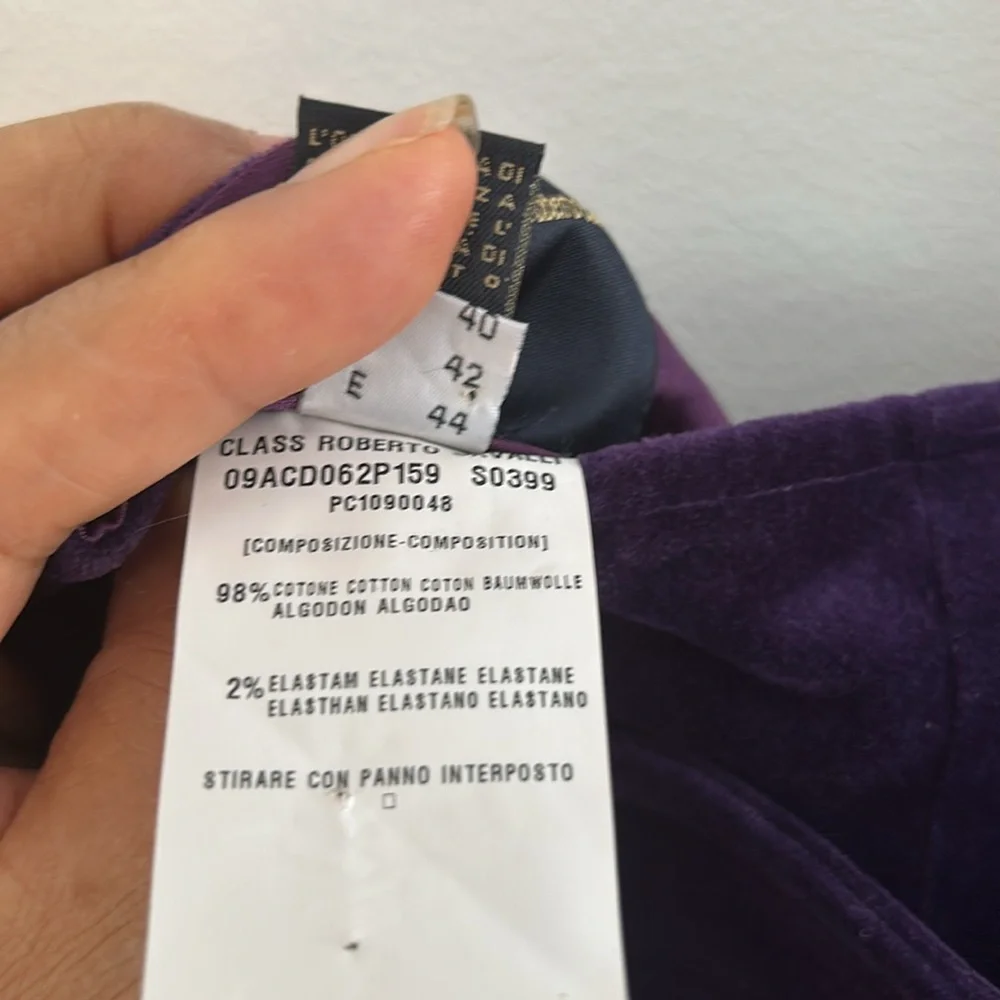 DI
40
42
E
44
CLASS ROBERTO
09ACD062P159 S0399
PC1090048
[COMPOSIZIONE-COMPOSITION]
98% COTONE COTTON COTON BAUMWOLLE
ALGODON ALGODAO
2% ELASTAM ELASTANE ELASTANE
ELASTHAN ELASTANO ELASTANO
STIRARE CON PANNO INTERPOSTO